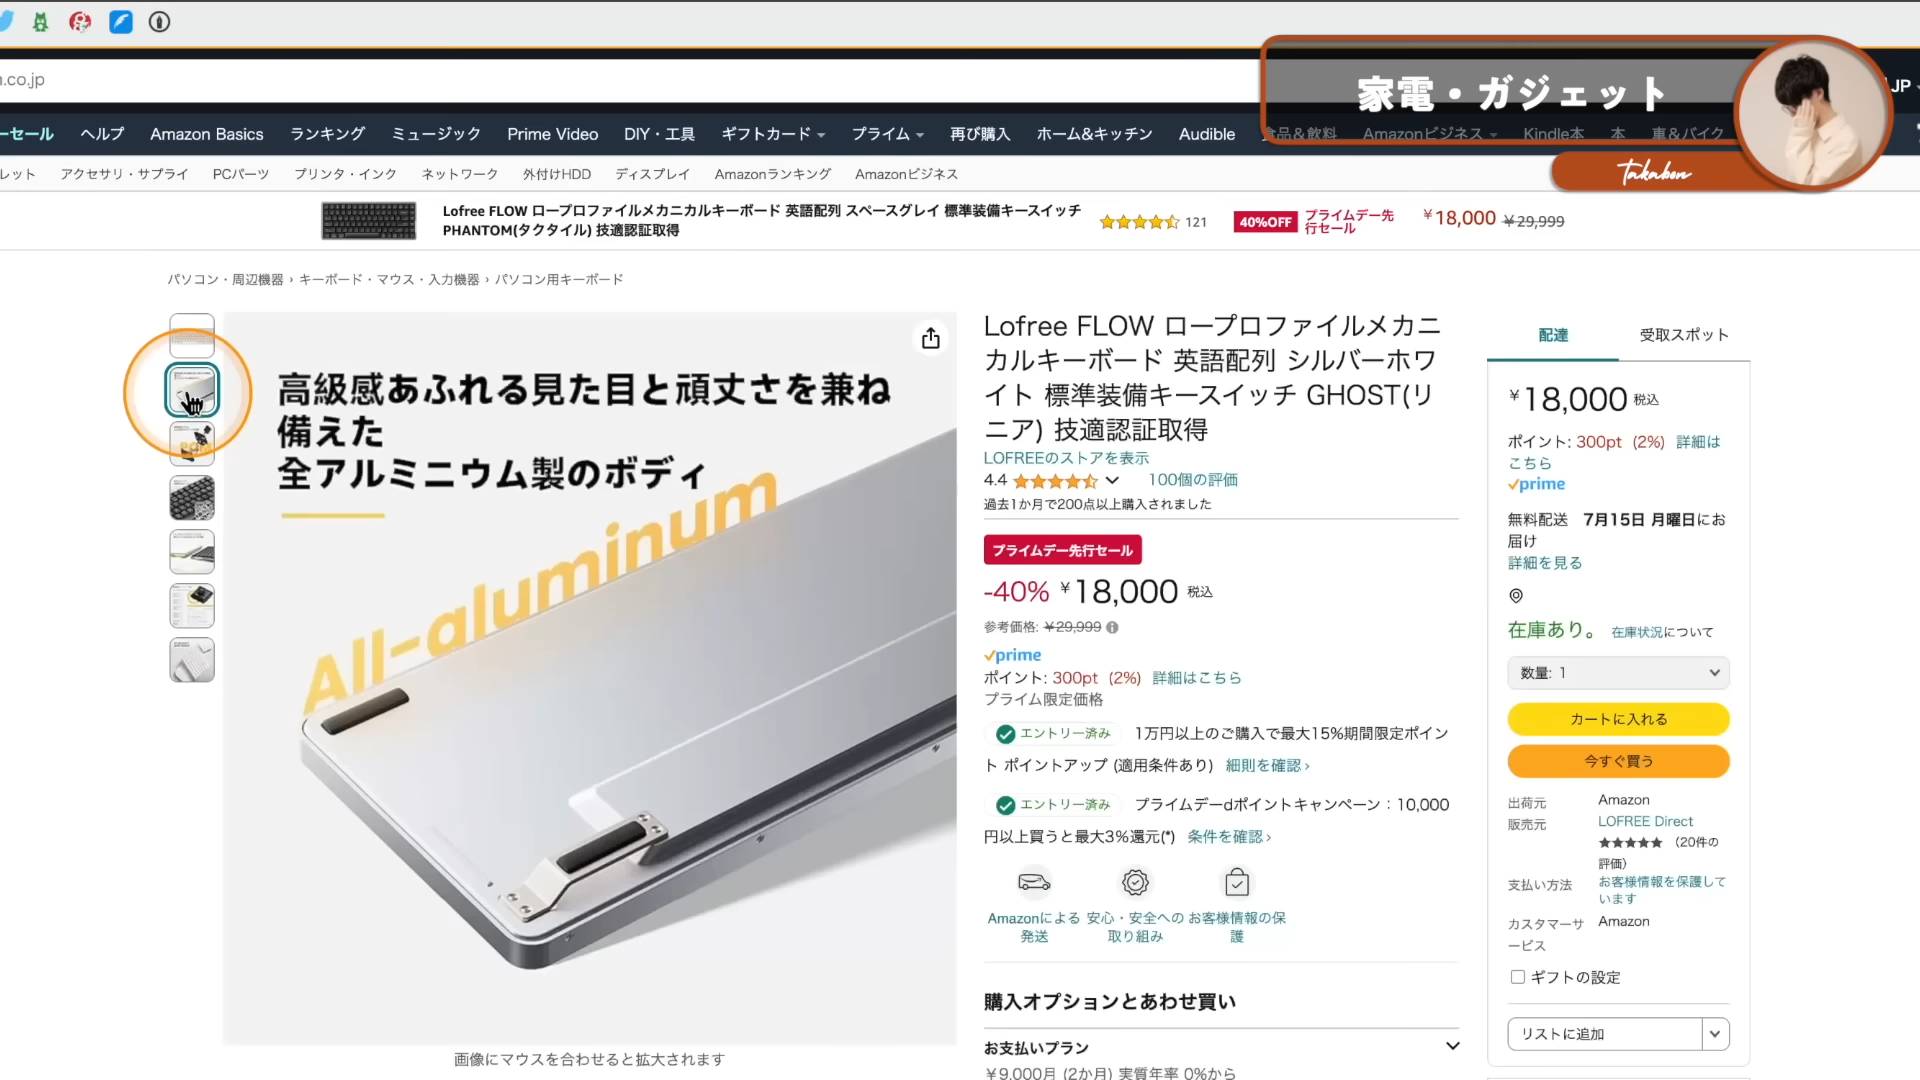 .co.jp
家電・ガジェット
JP
Takabon
ーセール ヘルプ Amazon Basics ランキング ミュージック Prime Video DIY・工具 ギフトカード プライム 再び購入 ホーム&キッチン Audible 食品&飲料 Amazonビジネス Kindle本 本 車&バイク
レット アクセサリ・サプライ PCパーツ プリンタ・インク ネットワーク 外付けHDD ディスプレイ Amazonランキング Amazonビジネス
Lofree FLOW ロープロファイルメカニカルキーボード 英語配列 スペースグレイ 標準装備キースイッチ
PHANTOM(タクタイル) 技適認証取得
121
40%OFF
プライムデー先
行セール
¥18,000 ¥29,999
パソコン・周辺機器 › キーボード・マウス・入力機器 › パソコン用キーボード
高級感あふれる見た目と頑丈さを兼ね
備えた
全アルミニウム製のボディ
All-aluminum
画像にマウスを合わせると拡大されます
Lofree FLOW ロープロファイルメカニ
カルキーボード 英語配列 シルバーホワ
イト 標準装備キースイッチ GHOST(リ
ニア) 技適認証取得
LOFREEのストアを表示
4.4 100個の評価
過去1か月で200点以上購入されました
プライムデー先行セール
-40% ¥18,000 税込
参考価格: ¥29,999
prime
ポイント: 300pt (2%) 詳細はこちら
プライム限定価格
エントリー済み 1万円以上のご購入で最大15%期間限定ポイン
ト ポイントアップ (適用条件あり) 細則を確認 ›
エントリー済み プライムデーdポイントキャンペーン：10,000
円以上買うと最大3%還元(*) 条件を確認 ›
Amazonによる
発送
安心・安全への
取り組み
お客様情報の保
護
購入オプションとあわせ買い
お支払いプラン
¥9,000月 (2か月) 実質年率 0%から
配達 受取スポット
¥18,000 税込
ポイント: 300pt (2%) 詳細は
こちら
prime
無料配送 7月15日 月曜日にお
届け
詳細を見る
在庫あり。 在庫状況について
数量: 1
カートに入れる
今すぐ買う
出荷元 Amazon
販売元 LOFREE Direct
★★★★★ （20件の
評価）
支払い方法 お客様情報を保護して
います
カスタマーサ
ービス
Amazon
ギフトの設定
リストに追加